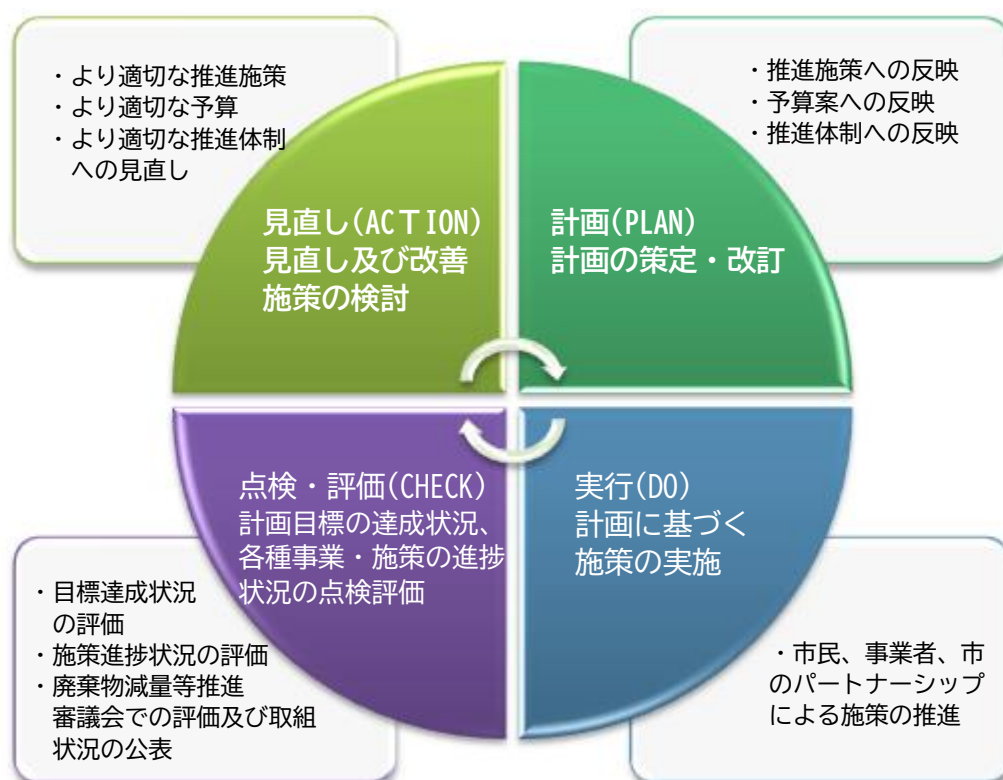 ・より適切な推進施策
・より適切な予算
・より適切な推進体制
への見直し
・推進施策への反映
・予算案への反映
・推進体制への反映
見直し(ACTION)
見直し及び改善
施策の検討
計画(PLAN)
計画の策定・改訂
点検・評価(CHECK)
計画目標の達成状況、
各種事業・施策の進捗
状況の点検評価
実行(DO)
計画に基づく
施策の実施
・目標達成状況
の評価
・施策進捗状況の評価
・廃棄物減量等推進
審議会での評価及び取組
状況の公表
・市民、事業者、市
のパートナーシップ
による施策の推進